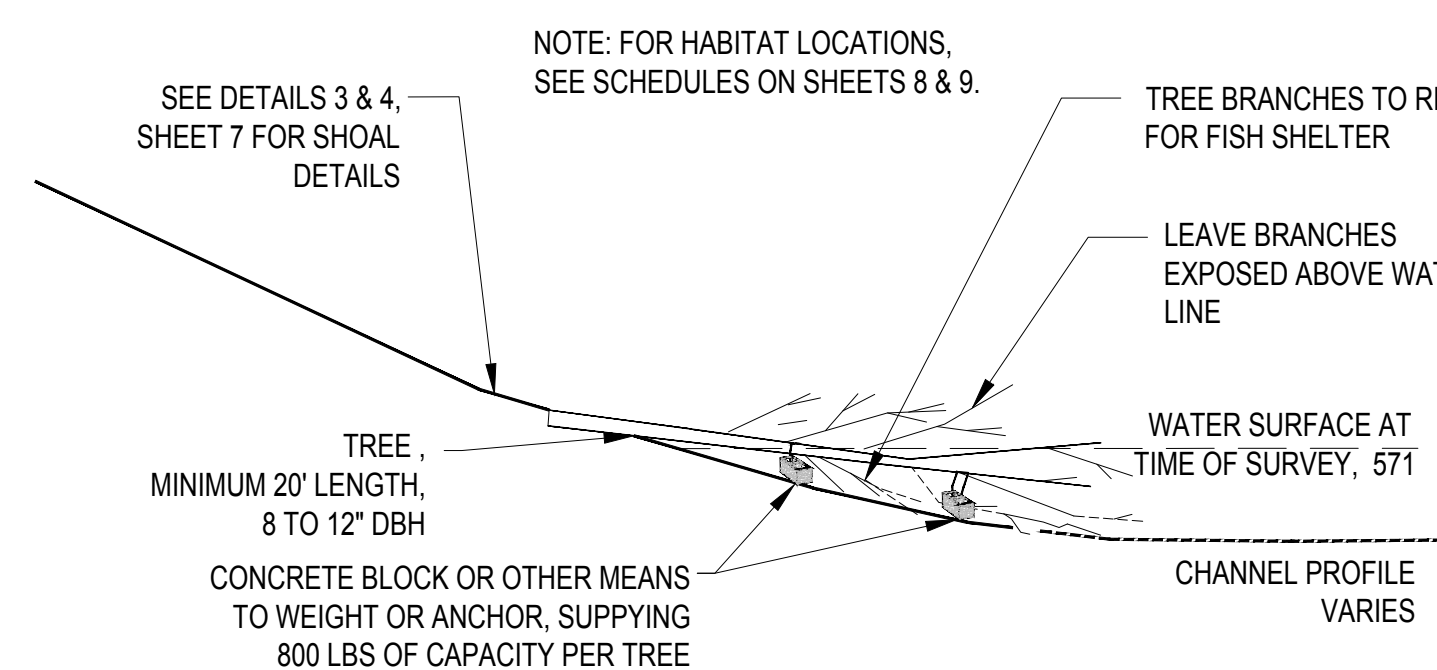 NOTE: FOR HABITAT LOCATIONS,
SEE SCHEDULES ON SHEETS 8 & 9.
SEE DETAILS 3 & 4,
SHEET 7 FOR SHOAL
DETAILS
TREE BRANCHES TO
FOR FISH SHELTER
LEAVE BRANCHES
EXPOSED ABOVE
LINE
WATER SURFACE AT
TIME OF SURVEY, 571
TREE ,
MINIMUM 20' LENGTH,
8 TO 12" DBH
CONCRETE BLOCK OR OTHER MEANS
TO WEIGHT OR ANCHOR, SUPPYING
800 LBS OF CAPACITY PER TREE
CHANNEL PROFILE
VARIES